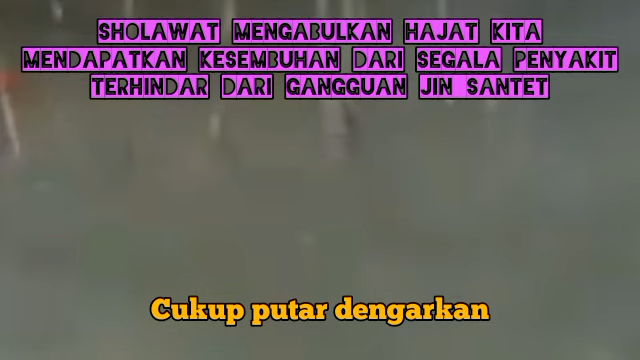 SHOLAWAT MENGABULKAN HAJAT KITA
MENDAPATKAN KESEMBUHAN DARI SEGALA PENYAKIT
TERHINDAR DARI GANGGUAN JIN SANTET
Cukup putar dengarkan